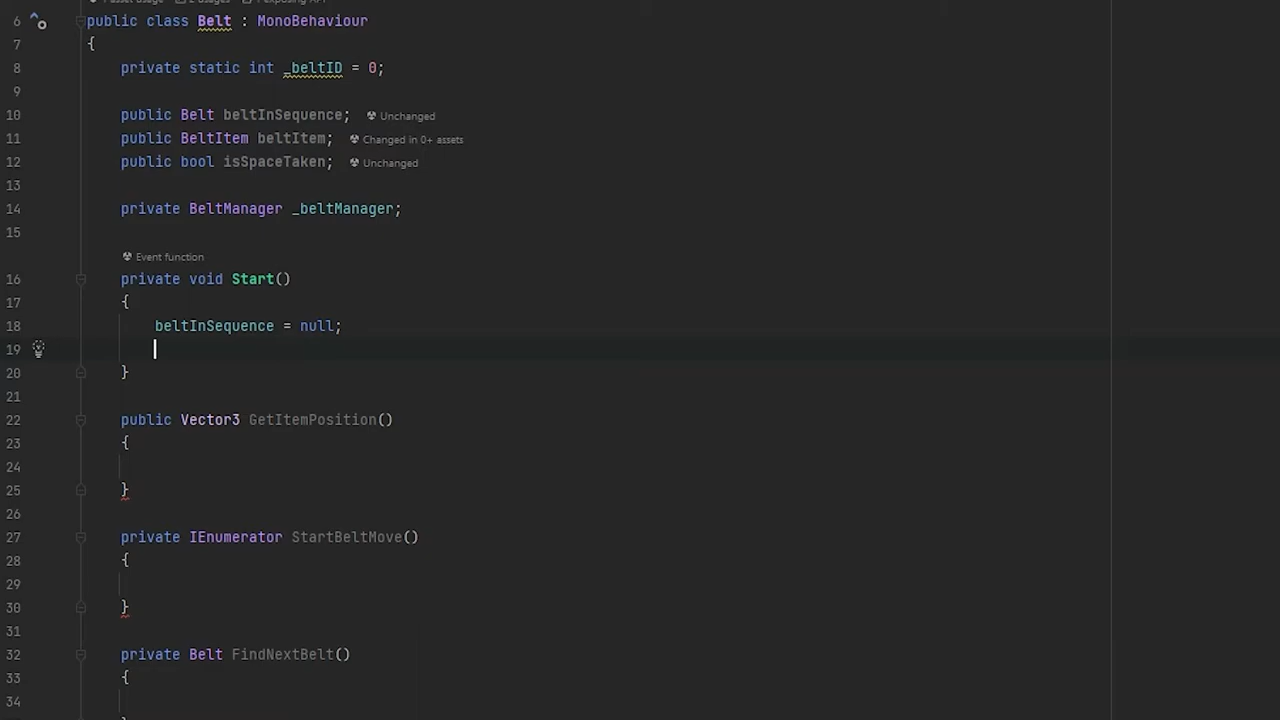 6 public class Belt : MonoBehaviour
7 {
8 private static int _beltID = 0;
9
10 public Belt beltInSequence; Unchanged
11 public BeltItem beltItem; Changed in 0+ assets
12 public bool isSpaceTaken; Unchanged
13
14 private BeltManager _beltManager;
15
Event function
16 private void Start()
17 {
18 beltInSequence = null;
19
20 }
21
22 public Vector3 GetItemPosition()
23 {
24
25 }
26
27 private IEnumerator StartBeltMove()
28 {
29
30 }
31
32 private Belt FindNextBelt()
33 {
34